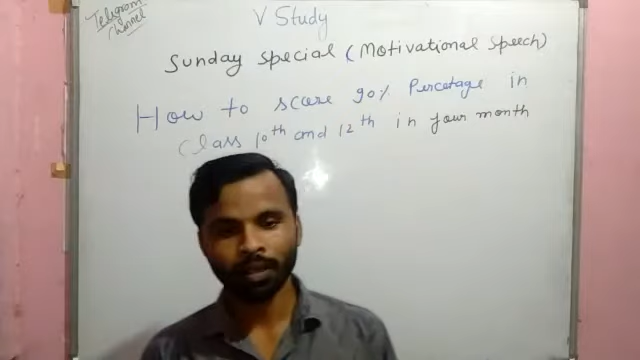 Telegram
Channel
V Study
Sunday special (Motivational speech)
How to score 90% Percetage in
Class 10th and 12th in four month